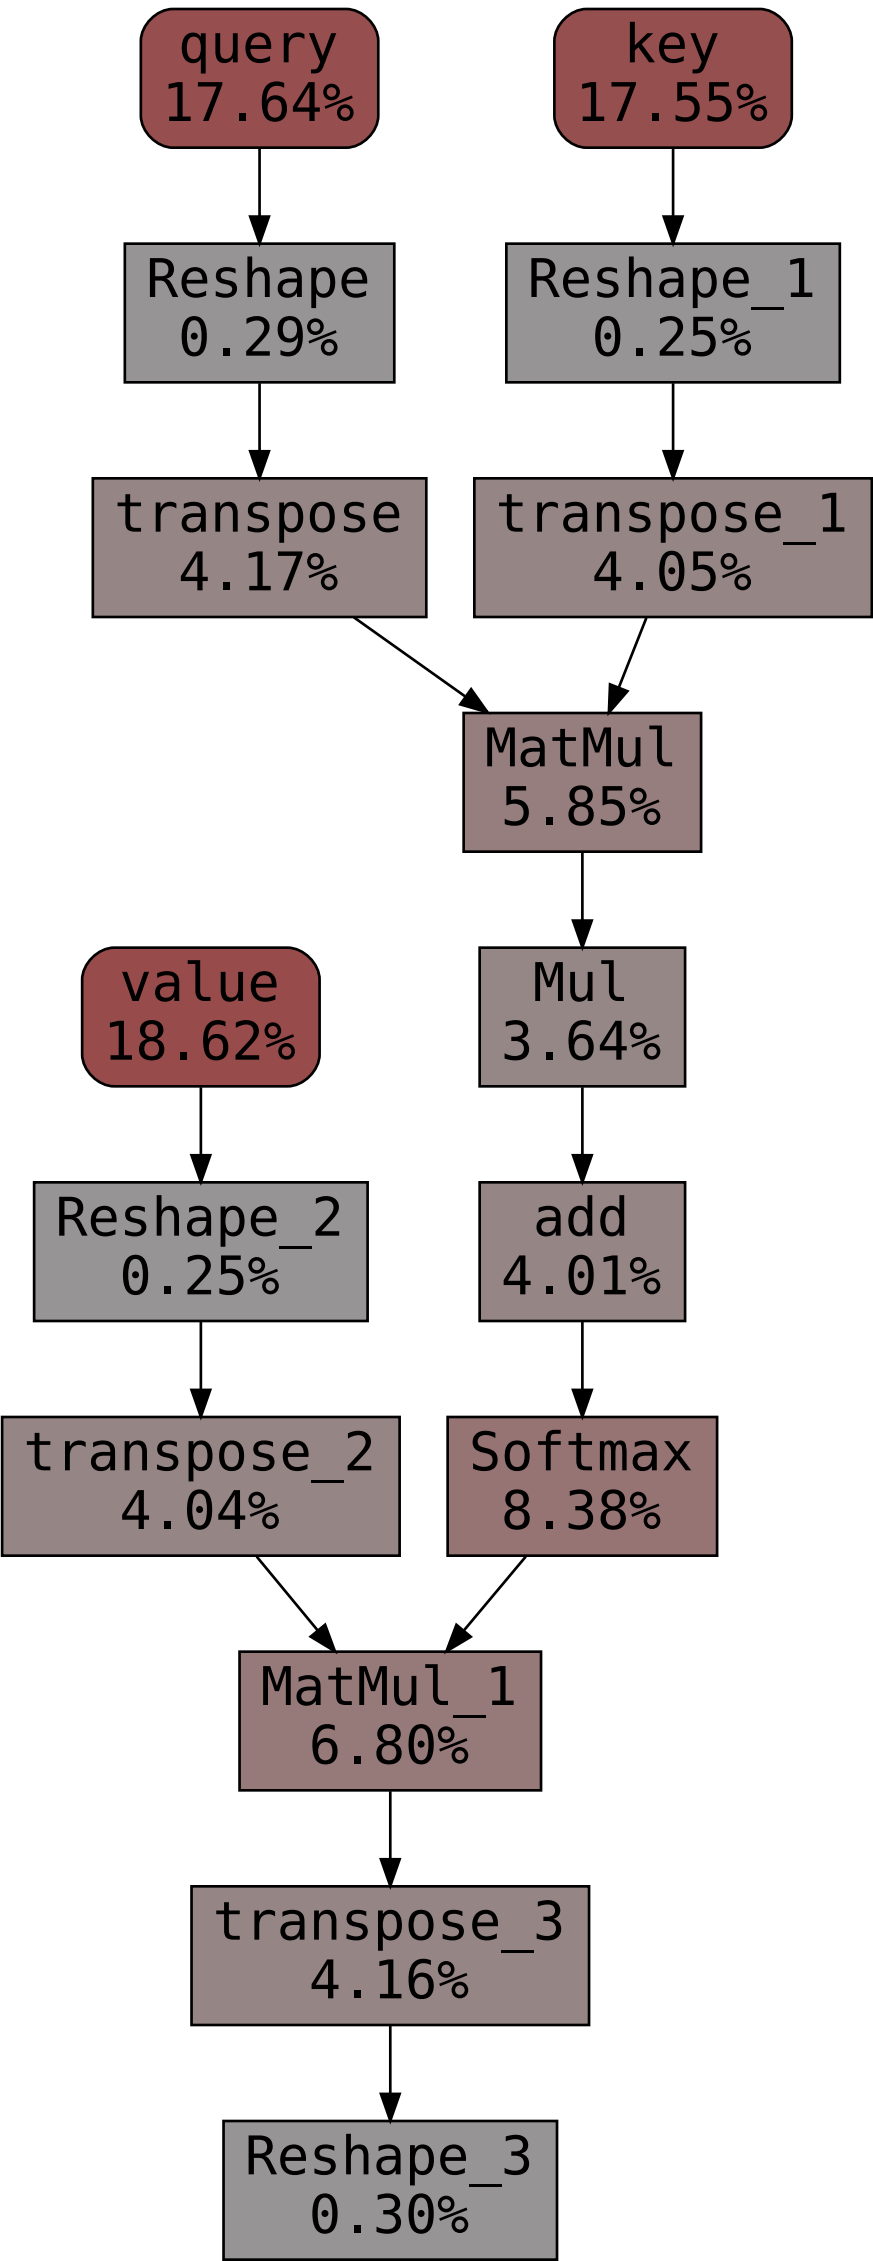 query
17.64%
key
17.55%
Reshape
0.29%
Reshape_1
0.25%
transpose
4.17%
transpose_1
4.05%
MatMul
5.85%
value
18.62%
Mul
3.64%
Reshape_2
0.25%
add
4.01%
transpose_2
4.04%
Softmax
8.38%
MatMul_1
6.80%
transpose_3
4.16%
Reshape_3
0.30%